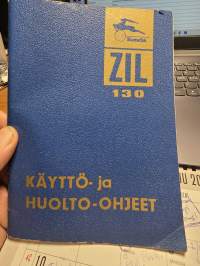 ZIL
130
KÄYTTÖ- ja
HUOLTO-OHJEET